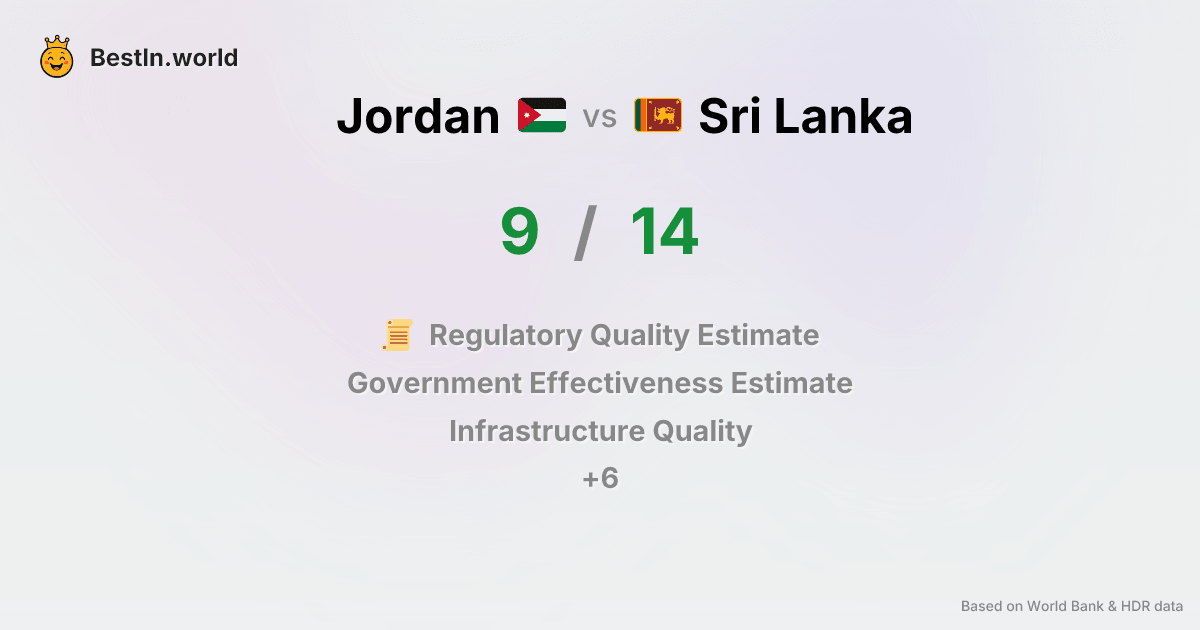 BestIn.world
Jordan vs Sri Lanka
9 / 14
Regulatory Quality Estimate
Government Effectiveness Estimate
Infrastructure Quality
+6
Based on World Bank & HDR data